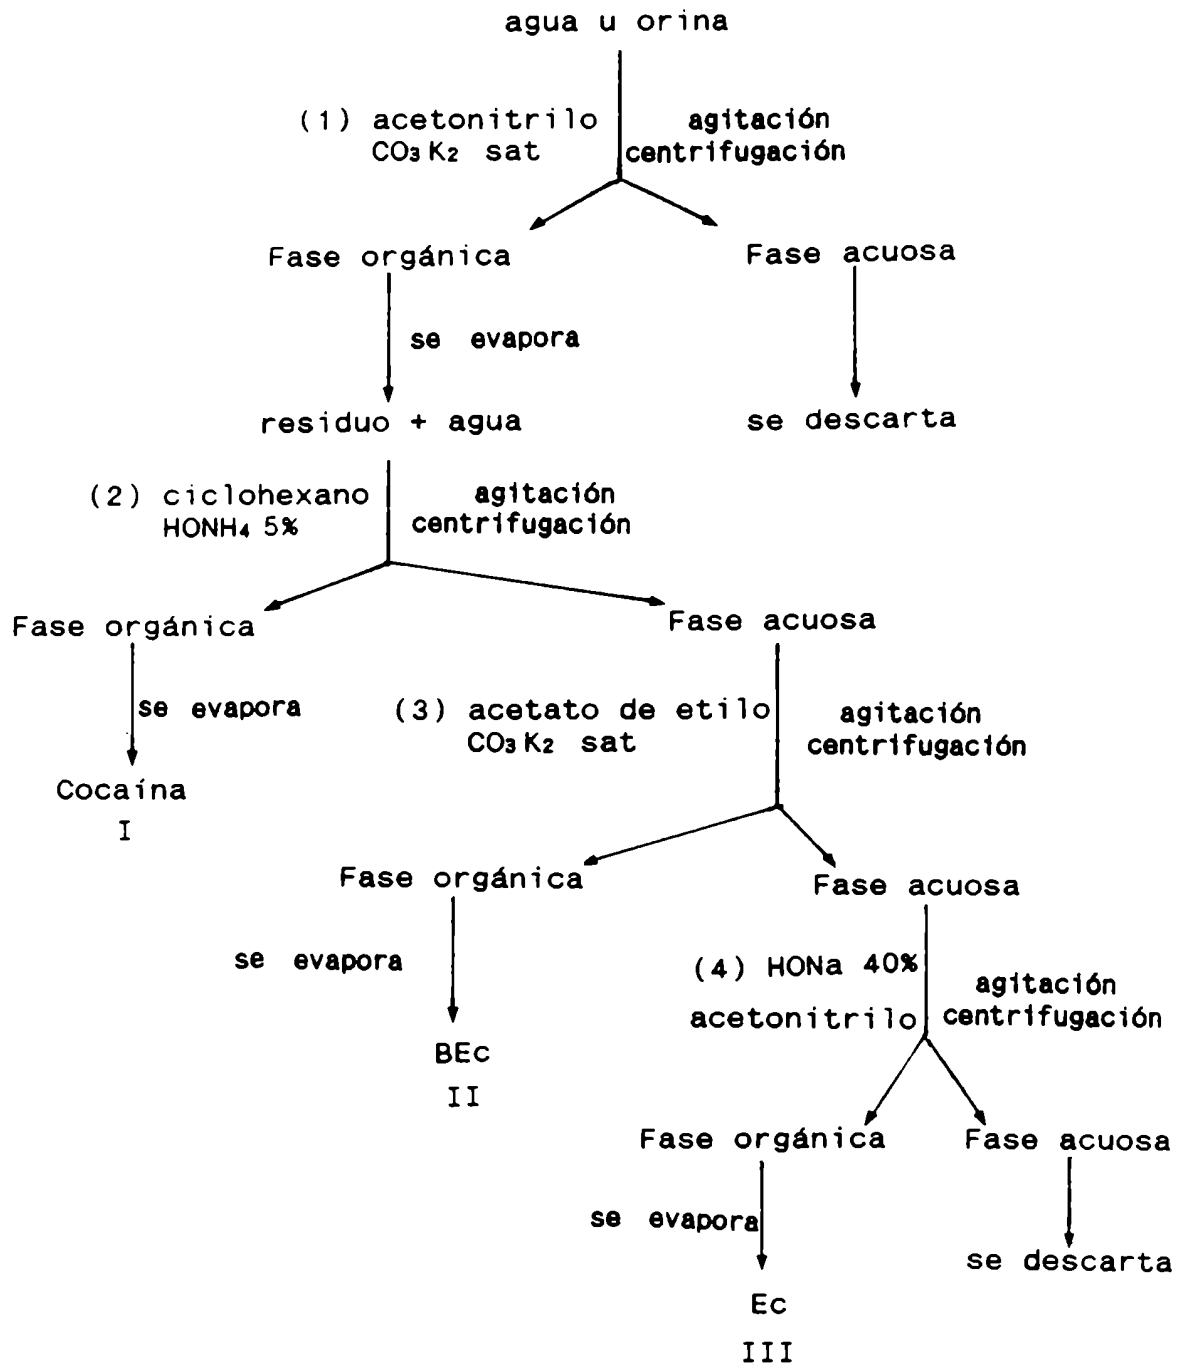 agua u orina
(1) acetonitrilo agitación
CO₃K₂ sat centrifugación
Fase orgánica Fase acuosa
se evapora
residuo + agua se descarta
(2) ciclohexano agitación
HONH₄ 5% centrifugación
Fase orgánica Fase acuosa
se evapora (3) acetato de etilo agitación
CO₃K₂ sat centrifugación
Cocaína
I
Fase orgánica Fase acuosa
se evapora (4) HONa 40% agitación
acetonitrilo centrifugación
BEc
II
Fase orgánica Fase acuosa
se evapora
se descarta
Ec
III